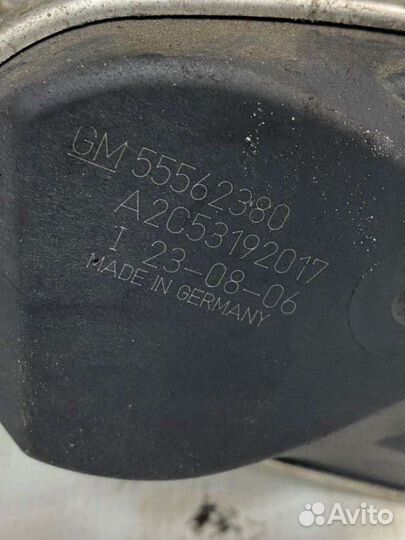 GM 55562380
A2C53192017
I 23-08-06
MADE IN GERMANY
Avito